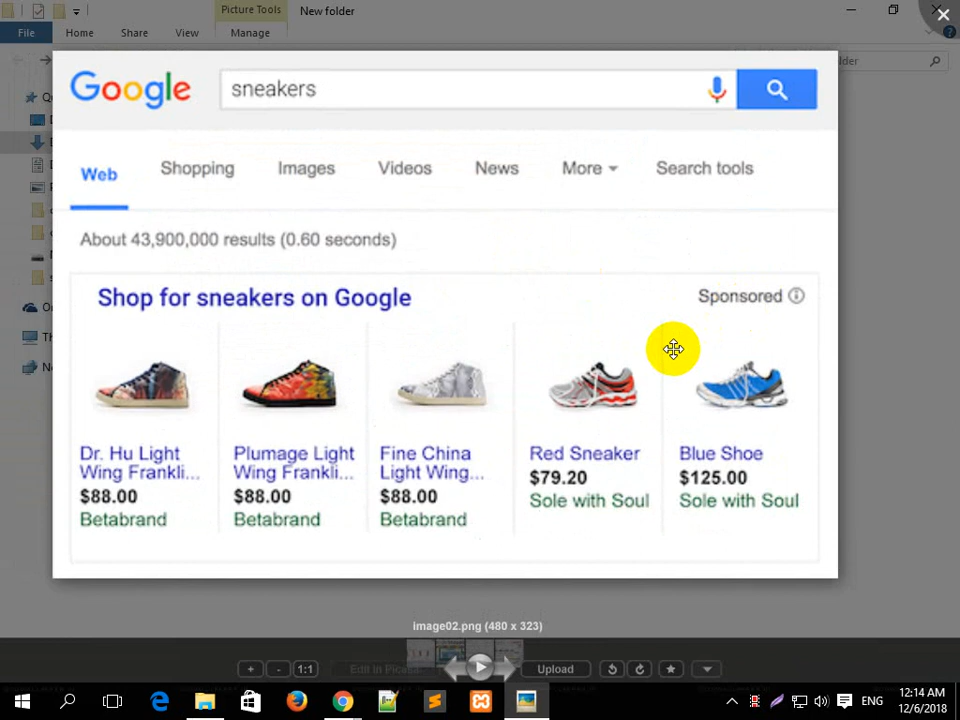 Picture Tools
New folder
File
Home
Share
View
Manage
Google
sneakers
Web
Shopping
Images
Videos
News
More
Search tools
About 43,900,000 results (0.60 seconds)
Shop for sneakers on Google
Sponsored
Dr. Hu Light
Wing Frankli...
$88.00
Betabrand
Plumage Light
Wing Frankli...
$88.00
Betabrand
Fine China
Light Wing...
$88.00
Betabrand
Red Sneaker
$79.20
Sole with Soul
Blue Shoe
$125.00
Sole with Soul
image02.png (480 x 323)
+
-
1:1
Edit in Picasa
Upload
ENG
12:14 AM
12/6/2018